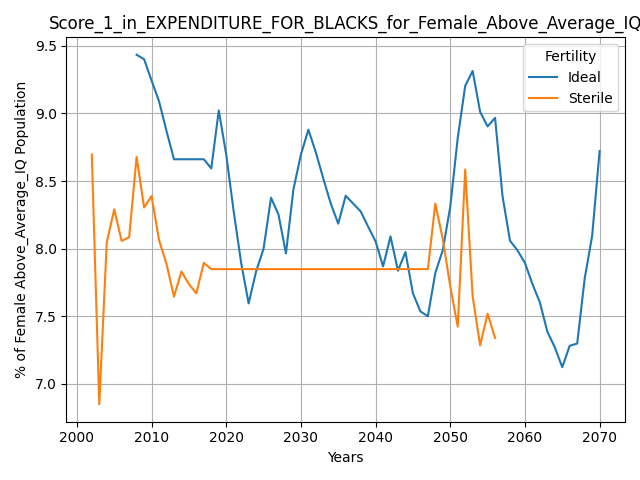 Score_1_in_EXPENDITURE_FOR_BLACKS_for_Female_Above_Average_IQ
Fertility
Ideal
Sterile
% of Female Above_Average_IQ Population
9.5
9.0
8.5
8.0
7.5
7.0
2000 2010 2020 2030 2040 2050 2060 2070
Years